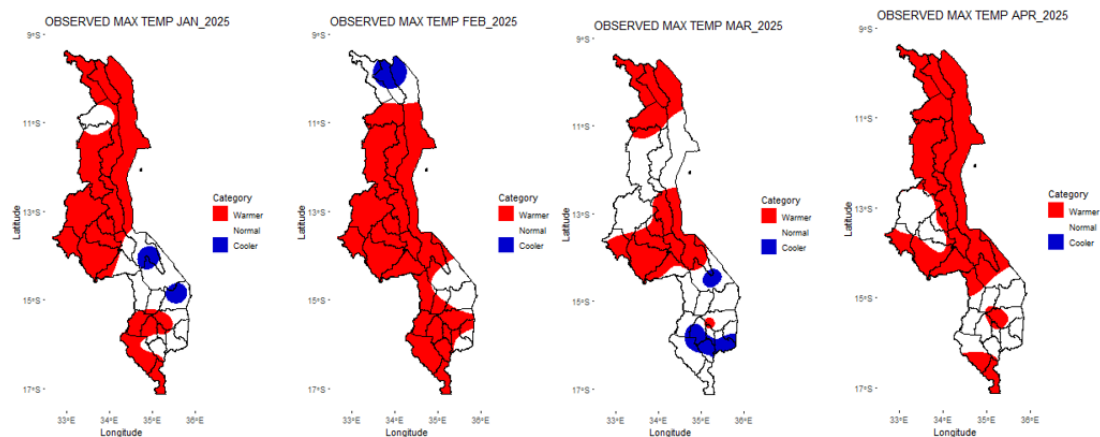 OBSERVED MAX TEMP JAN_2025
9°S
11°S
13°S
15°S
17°S
Latitude
33°E 34°E 35°E 36°E
Longitude
Category
Warmer
Normal
Cooler
OBSERVED MAX TEMP FEB_2025
9°S
11°S
13°S
15°S
17°S
Latitude
33°E 34°E 35°E 36°E
Longitude
Category
Warmer
Normal
Cooler
OBSERVED MAX TEMP MAR_2025
9°S
11°S
13°S
15°S
17°S
Latitude
33°E 34°E 35°E 36°E
Longitude
Category
Warmer
Normal
Cooler
OBSERVED MAX TEMP APR_2025
9°S
11°S
13°S
15°S
17°S
Latitude
33°E 34°E 35°E 36°E
Longitude
Category
Warmer
Normal
Cooler